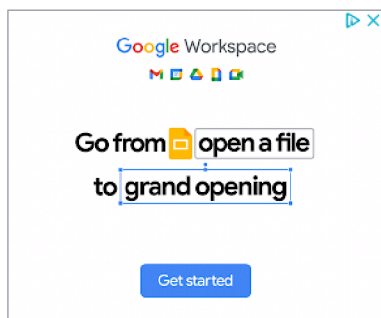 Google Workspace
Go from open a file
to grand opening
Get started